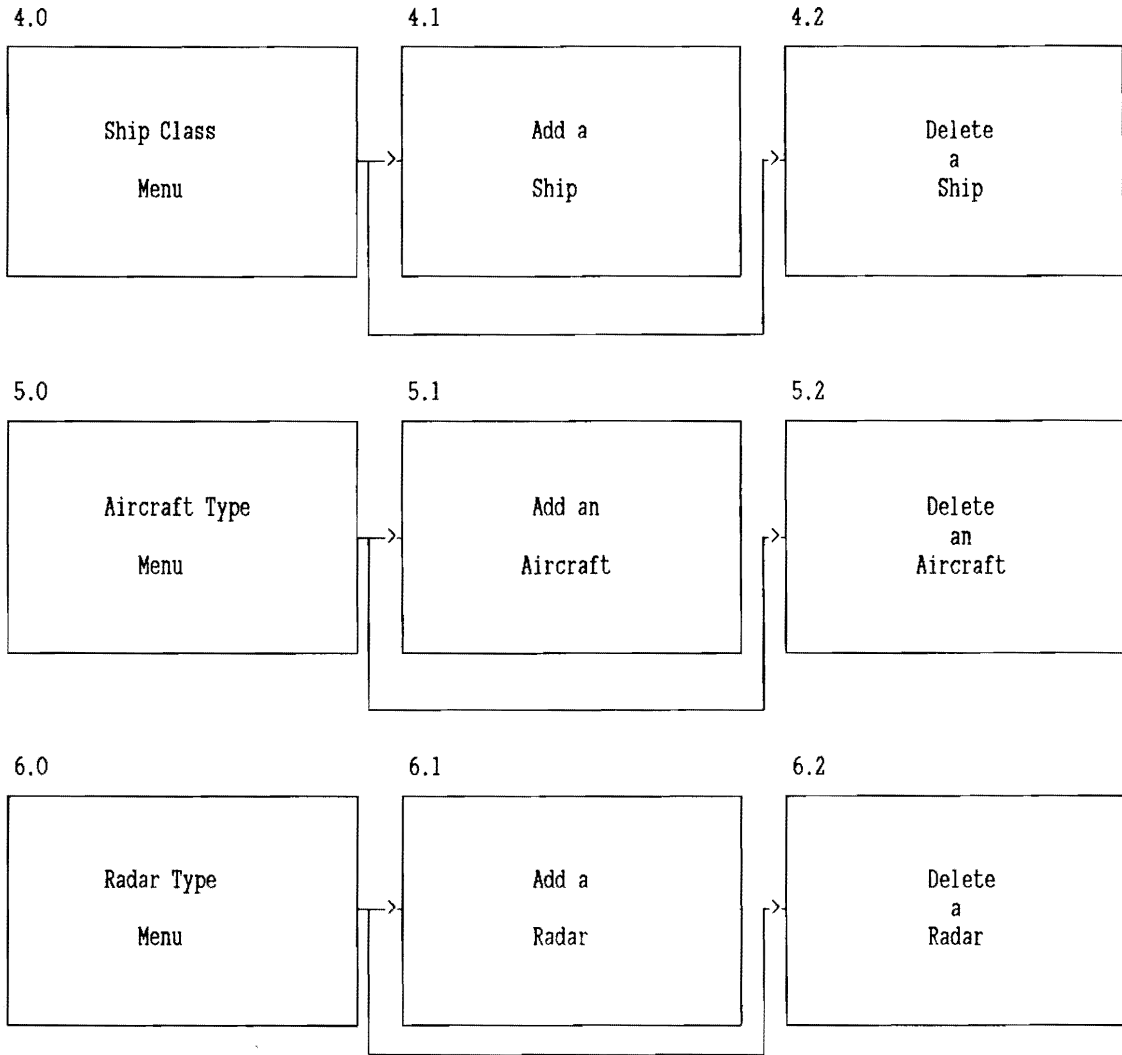 4.0
4.1
4.2
Ship Class
Menu
Add a
Ship
Delete
a
Ship
5.0
5.1
5.2
Aircraft Type
Menu
Add an
Aircraft
Delete
an
Aircraft
6.0
6.1
6.2
Radar Type
Menu
Add a
Radar
Delete
a
Radar